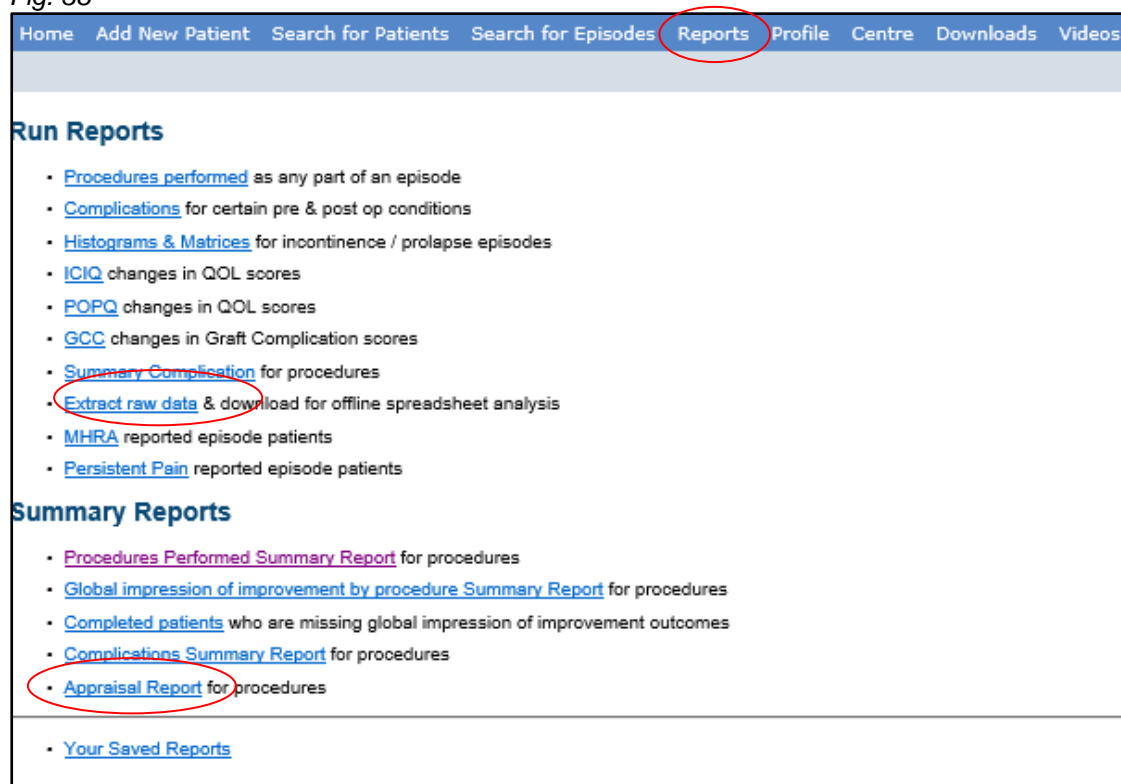 Home Add New Patient Search for Patients Search for Episodes Reports Profile Centre Downloads Videos
Run Reports
• Procedures performed as any part of an episode
• Complications for certain pre & post op conditions
• Histograms & Matrices for incontinence / prolapse episodes
• ICIQ changes in QOL scores
• POPQ changes in QOL scores
• GCC changes in Graft Complication scores
• Summary Complication for procedures
• Extract raw data & download for offline spreadsheet analysis
• MHRA reported episode patients
• Persistent Pain reported episode patients
Summary Reports
• Procedures Performed Summary Report for procedures
• Global impression of improvement by procedure Summary Report for procedures
• Completed patients who are missing global impression of improvement outcomes
• Complications Summary Report for procedures
• Appraisal Report for procedures
• Your Saved Reports